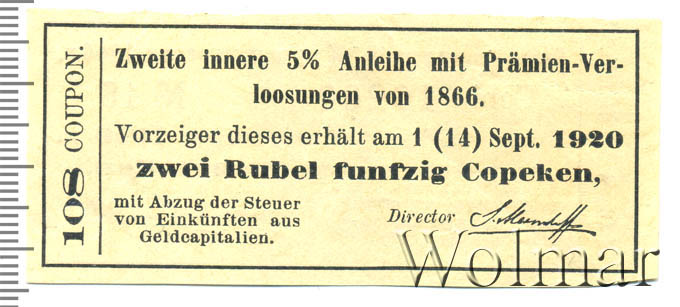 108 COUPON.
Zweite innere 5% Anleihe mit Prämien-Ver-
loosungen von 1866.
Vorzeiger dieses erhält am 1 (14) Sept. 1920
zwei Rubel funfzig Copeken,
mit Abzug der Steuer
von Einkünften aus
Geldcapitalien.
Director
Wolmar